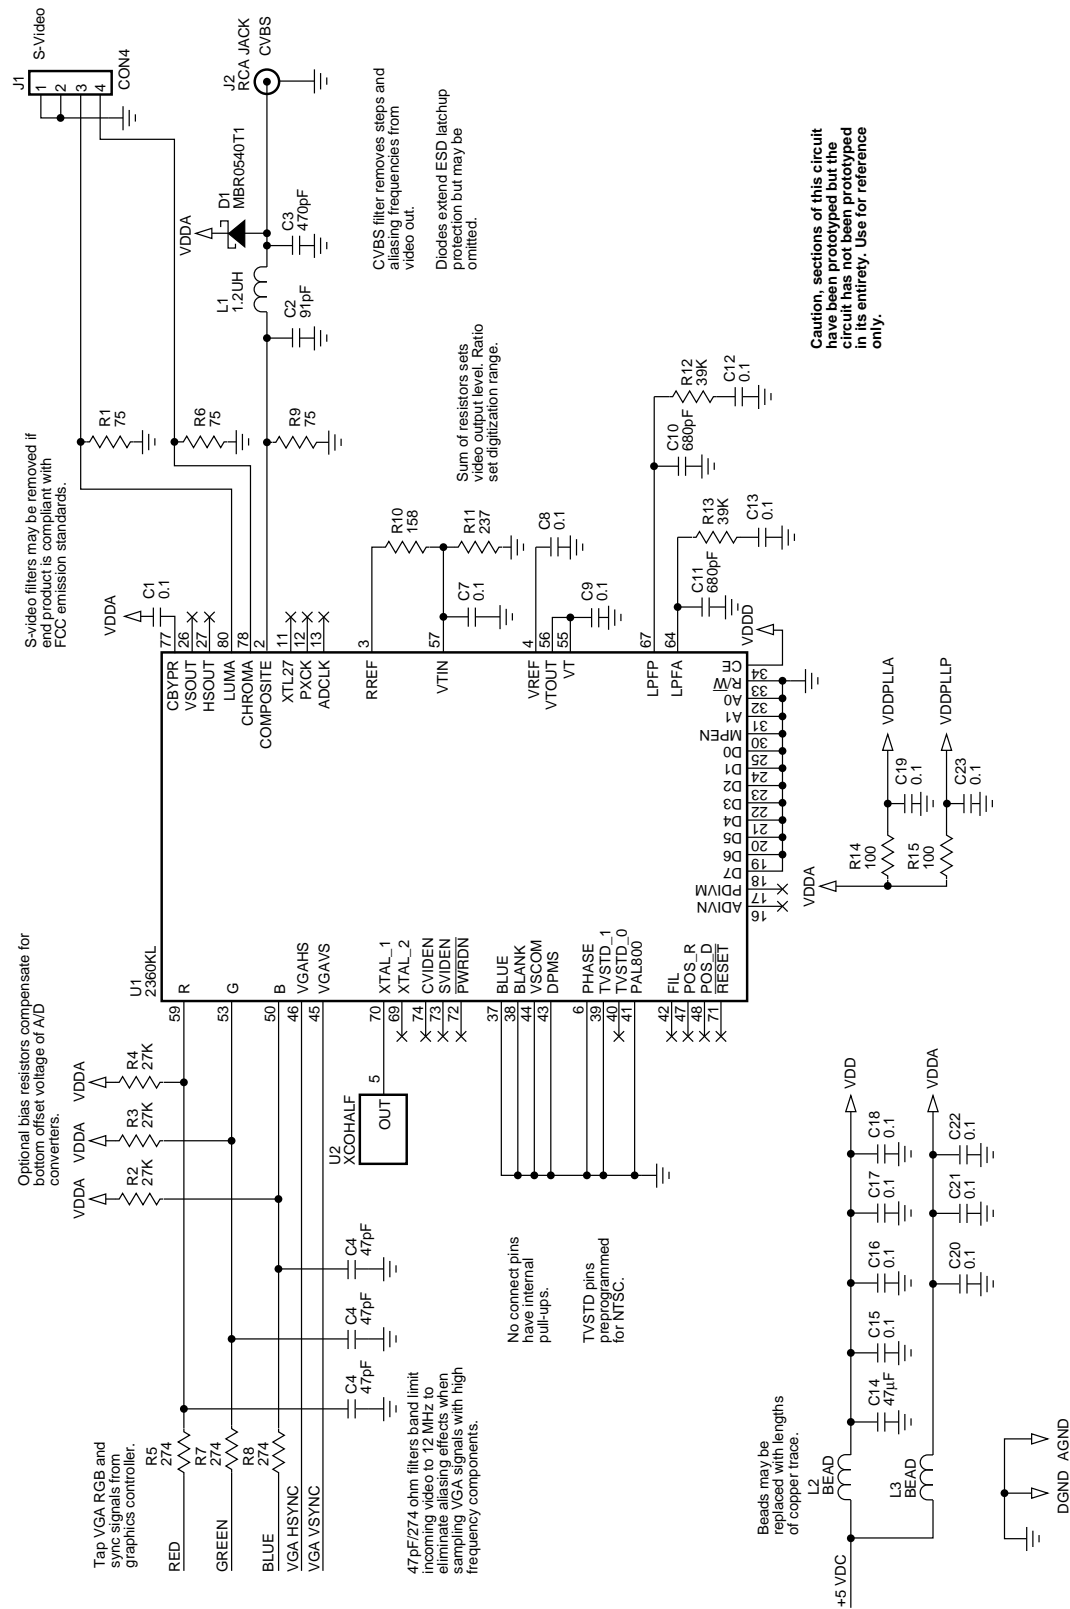 Tap VGA RGB and
sync signals from
graphics controller.
RED
GREEN
BLUE
VGA HSYNC
VGA VSYNC
R5
274
R7
274
R8
274
47pF/274 ohm filters band limit
incoming video to 12 MHz to
eliminate aliasing effects when
sampling VGA signals with high
frequency components.
C4
47pF
C4
47pF
C4
47pF
Optional bias resistors compensate for
bottom offset voltage of A/D
converters.
VDDA
R2
27K
VDDA
R3
27K
VDDA
R4
27K
U2
XCOHALF
OUT
5
No connect pins
have internal
pull-ups.
TVSTD pins
preprogrammed
for NTSC.
U1
2360KL
59 R
53 G
50 B
46 VGAHS
45 VGAVS
70 XTAL_1
69 XTAL_2
74 CVIDEN
73 SVIDEN
72 PWRDN
37 BLUE
38 BLANK
44 VSCOM
43 DPMS
6 PHASE
39 TVSTD_1
40 TVSTD_0
41 PAL800
42 FIL
47 POS_R
48 POS_D
71 RESET
CBYPR 77
VSOUT 26
HSOUT 27
LUMA 80
CHROMA 78
COMPOSITE 2
XTL27 11
PXCK 12
ADCLK 13
RREF 3
VTIN 57
VREF 4
VTOUT 56
VT 55
LPFP 67
LPFA 64
ADIVN 16
PDIVM 17
D7 18
D6 19
D5 20
D4 21
D3 22
D2 23
D1 24
D0 25
MPEN 30
A1 31
A0 32
R/W 33
CE 34
VDDD
S-video filters may be removed if
end product is compliant with
FCC emission standards.
VDDA
C1
0.1
R1
75
R6
75
R9
75
C2
91pF
L1
1.2UH
C3
470pF
VDDA
D1
MBR0540T1
J1
S-Video
1
2
3
4
CON4
J2
RCA JACK
CVBS
CVBS filter removes steps and
aliasing frequencies from
video out.
Diodes extend ESD latchup
protection but may be
omitted.
R10
158
R11
237
C7
0.1
C8
0.1
C9
0.1
Sum of resistors sets
video output level. Ratio
set digitization range.
C10
680pF
R12
39K
C12
0.1
C11
680pF
R13
39K
C13
0.1
Caution, sections of this circuit
have been prototyped but the
circuit has not been prototyped
in its entirety. Use for reference
only.
VDDA
R14
100
C19
0.1
VDDPLLA
R15
100
C23
0.1
VDDPLLP
Beads may be
replaced with lengths
of copper trace.
+5 VDC
L2
BEAD
L3
BEAD
C14
47µF
C15
0.1
C16
0.1
C17
0.1
C18
0.1
VDD
C20
0.1
C21
0.1
C22
0.1
VDDA
DGND
AGND